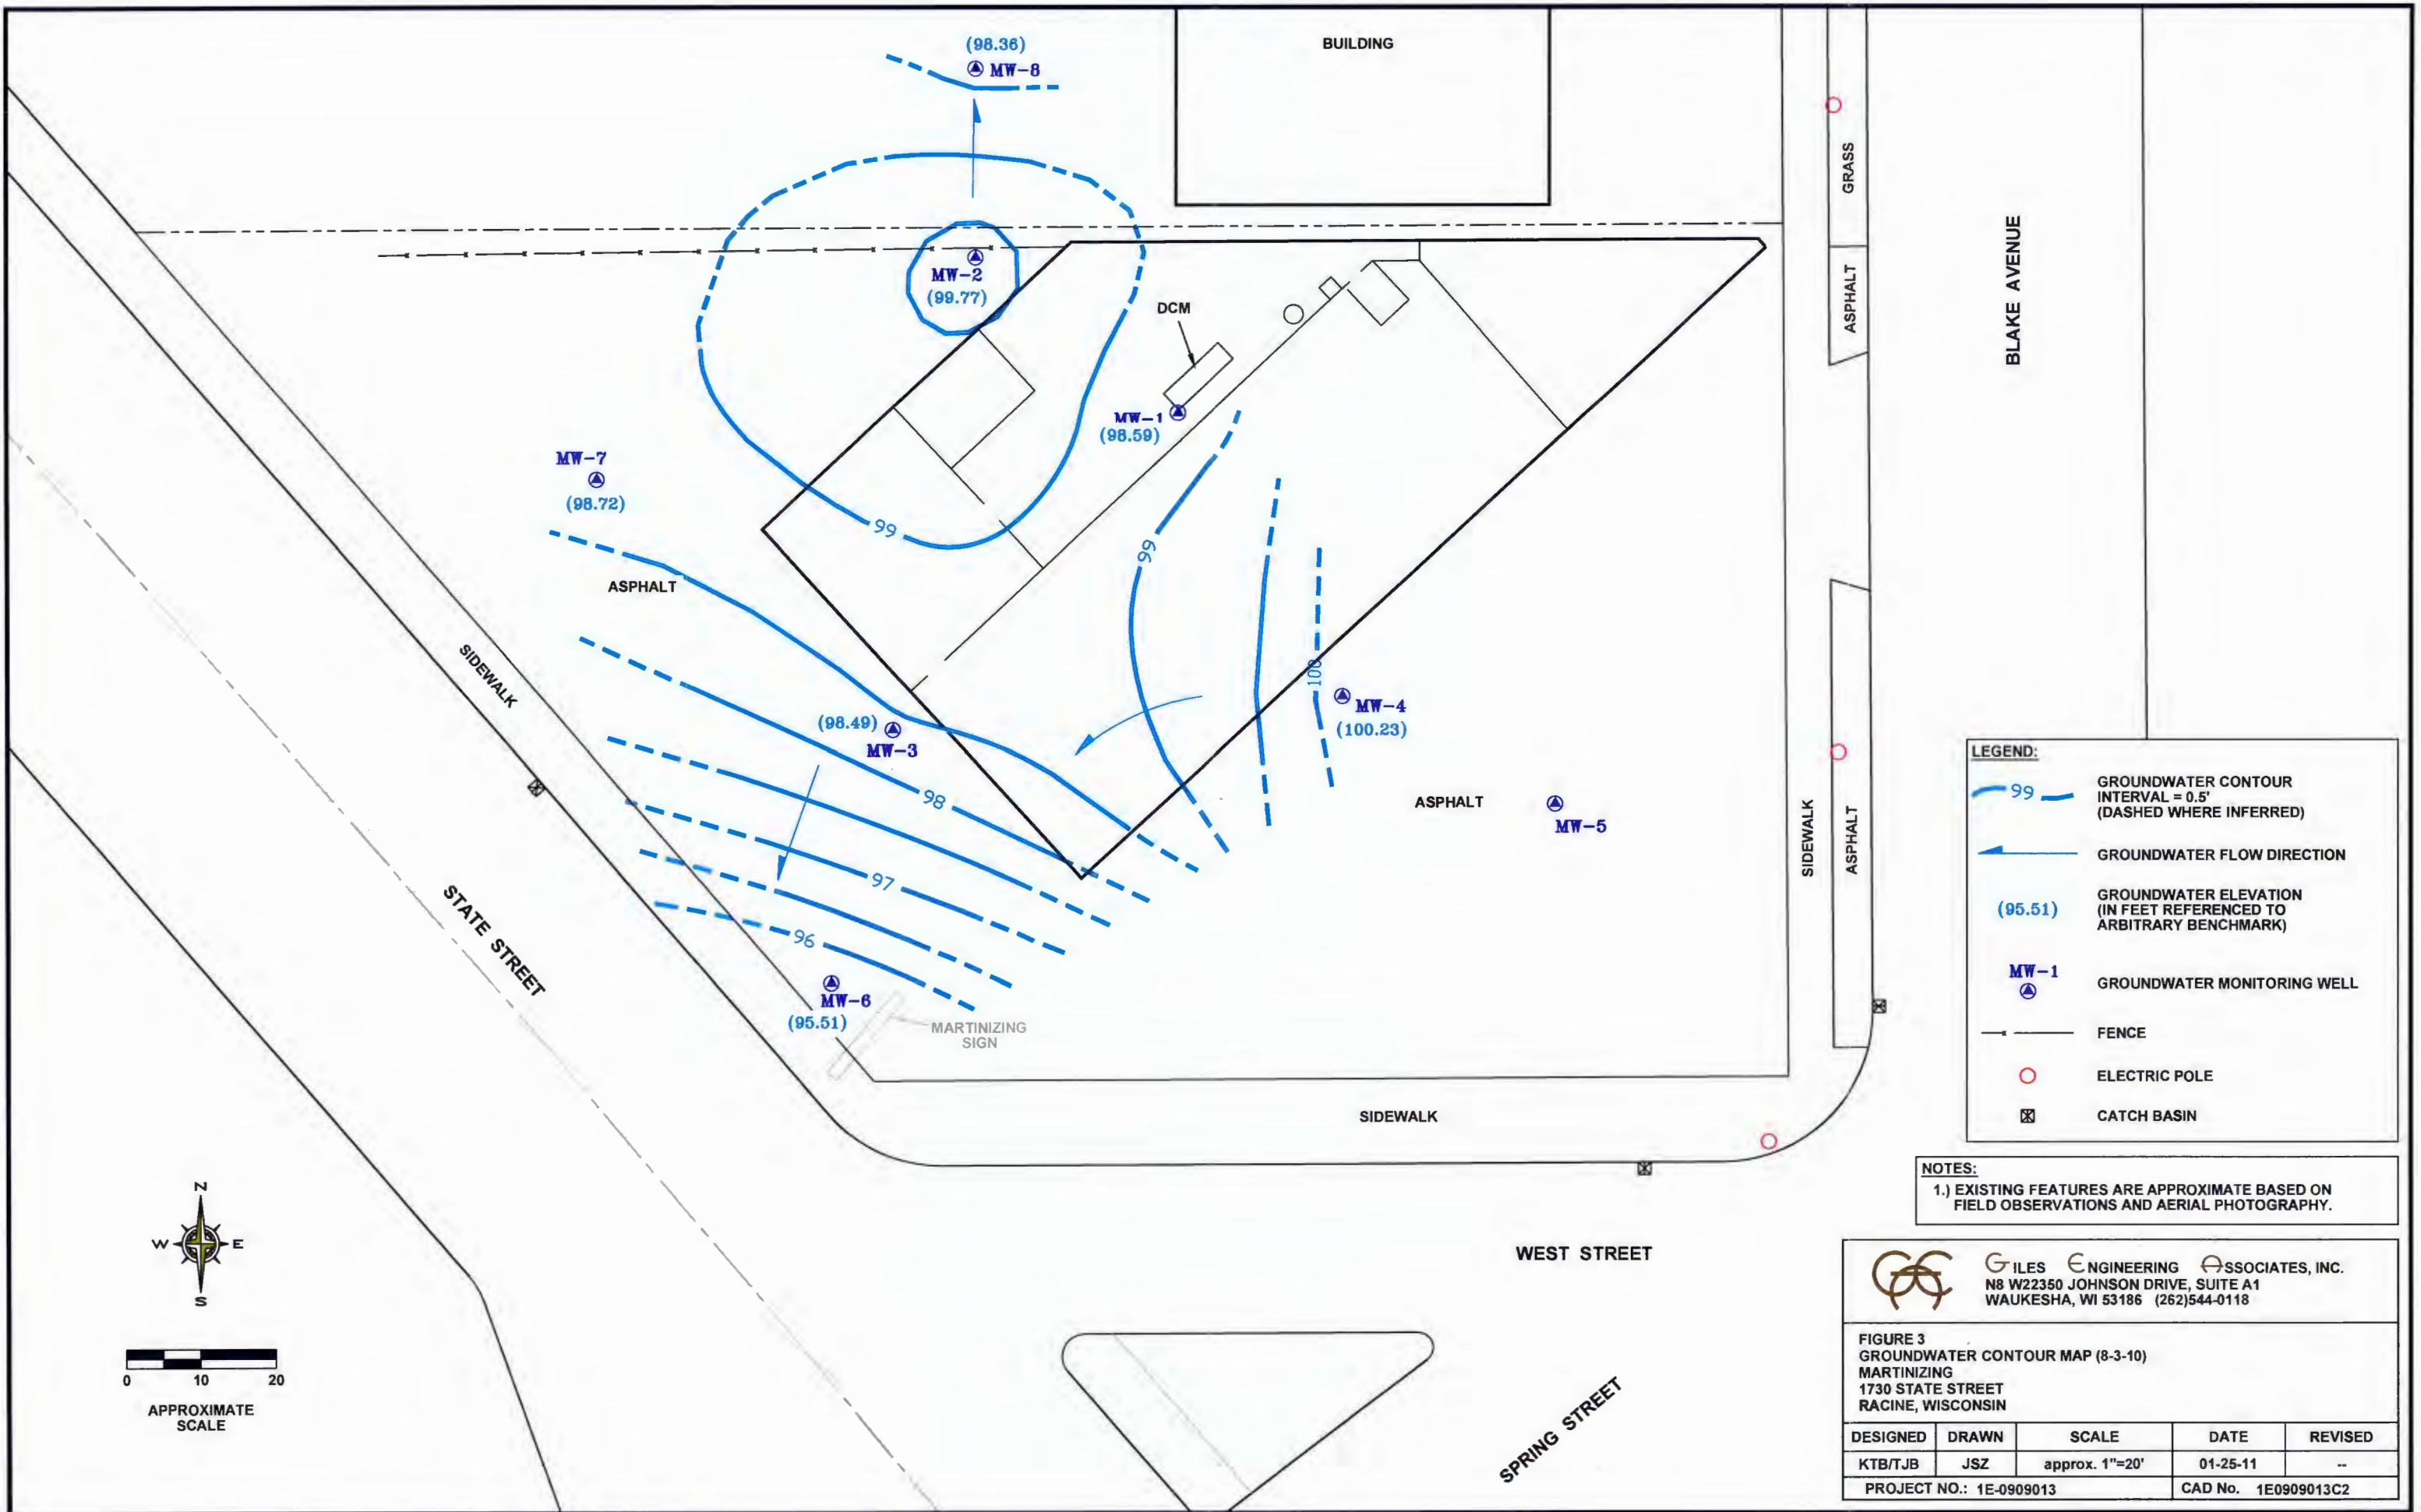 (98.36)
MW-8
BUILDING
GRASS
ASPHALT
BLAKE AVENUE
MW-2
(99.77)
DCM
MW-1
(98.59)
MW-7
(98.72)
99
99
ASPHALT
SIDEWALK
100
MW-4
(100.23)
(98.49)
MW-3
98
ASPHALT
MW-5
SIDEWALK
ASPHALT
97
96
STATE STREET
MW-6
(95.51)
MARTINIZING
SIGN
SIDEWALK
WEST STREET
SPRING STREET
N
W E
S
0 10 20
APPROXIMATE
SCALE
LEGEND:
99
GROUNDWATER CONTOUR
INTERVAL = 0.5'
(DASHED WHERE INFERRED)
GROUNDWATER FLOW DIRECTION
(95.51)
GROUNDWATER ELEVATION
(IN FEET REFERENCED TO
ARBITRARY BENCHMARK)
MW-1
GROUNDWATER MONITORING WELL
FENCE
ELECTRIC POLE
CATCH BASIN
NOTES:
1.) EXISTING FEATURES ARE APPROXIMATE BASED ON
FIELD OBSERVATIONS AND AERIAL PHOTOGRAPHY.
GILES ENGINEERING ASSOCIATES, INC.
N8 W22350 JOHNSON DRIVE, SUITE A1
WAUKESHA, WI 53186 (262)544-0118
FIGURE 3
GROUNDWATER CONTOUR MAP (8-3-10)
MARTINIZING
1730 STATE STREET
RACINE, WISCONSIN
DESIGNED DRAWN SCALE DATE REVISED
KTB/TJB JSZ approx. 1"=20' 01-25-11 --
PROJECT NO.: 1E-0909013 CAD No. 1E0909013C2